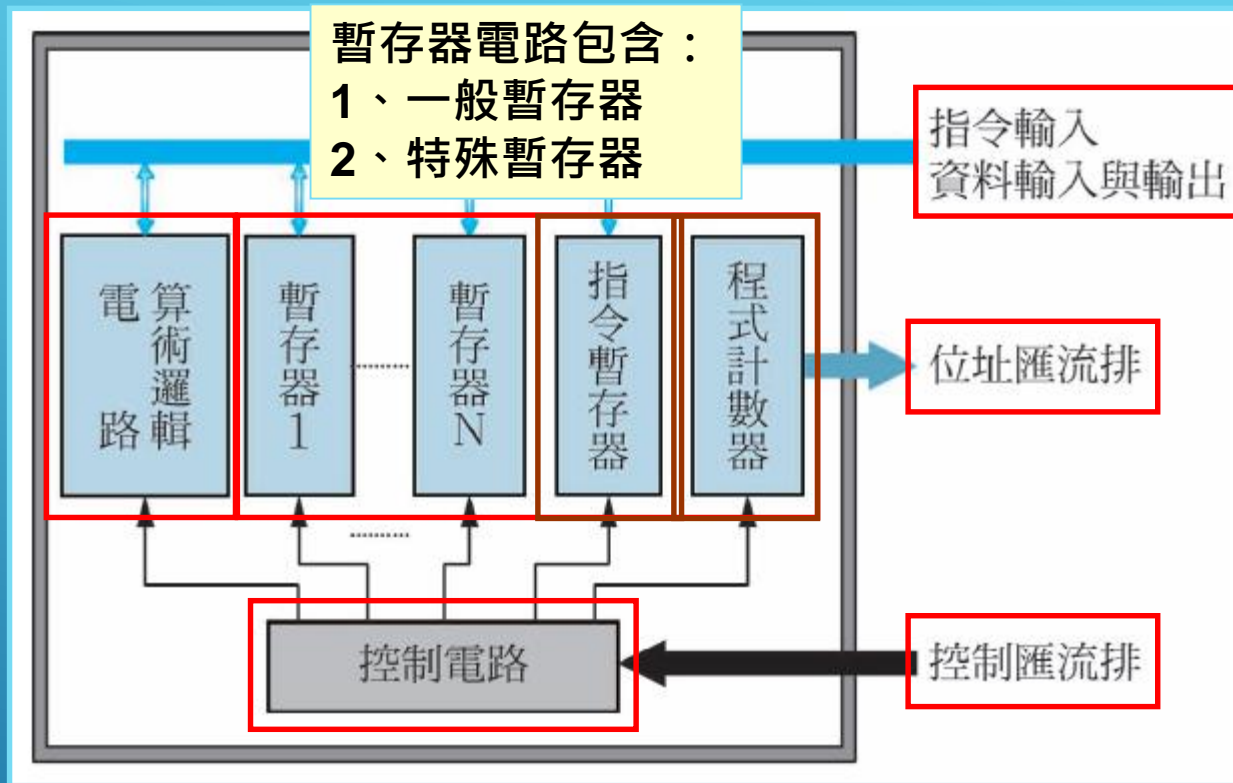 暫存器電路包含：
1、一般暫存器
2、特殊暫存器
指令輸入
資料輸入與輸出
算術邏輯
電路
暫存器1
..........
暫存器N
指令暫存器
程式計數器
位址匯流排
..........
控制電路
控制匯流排